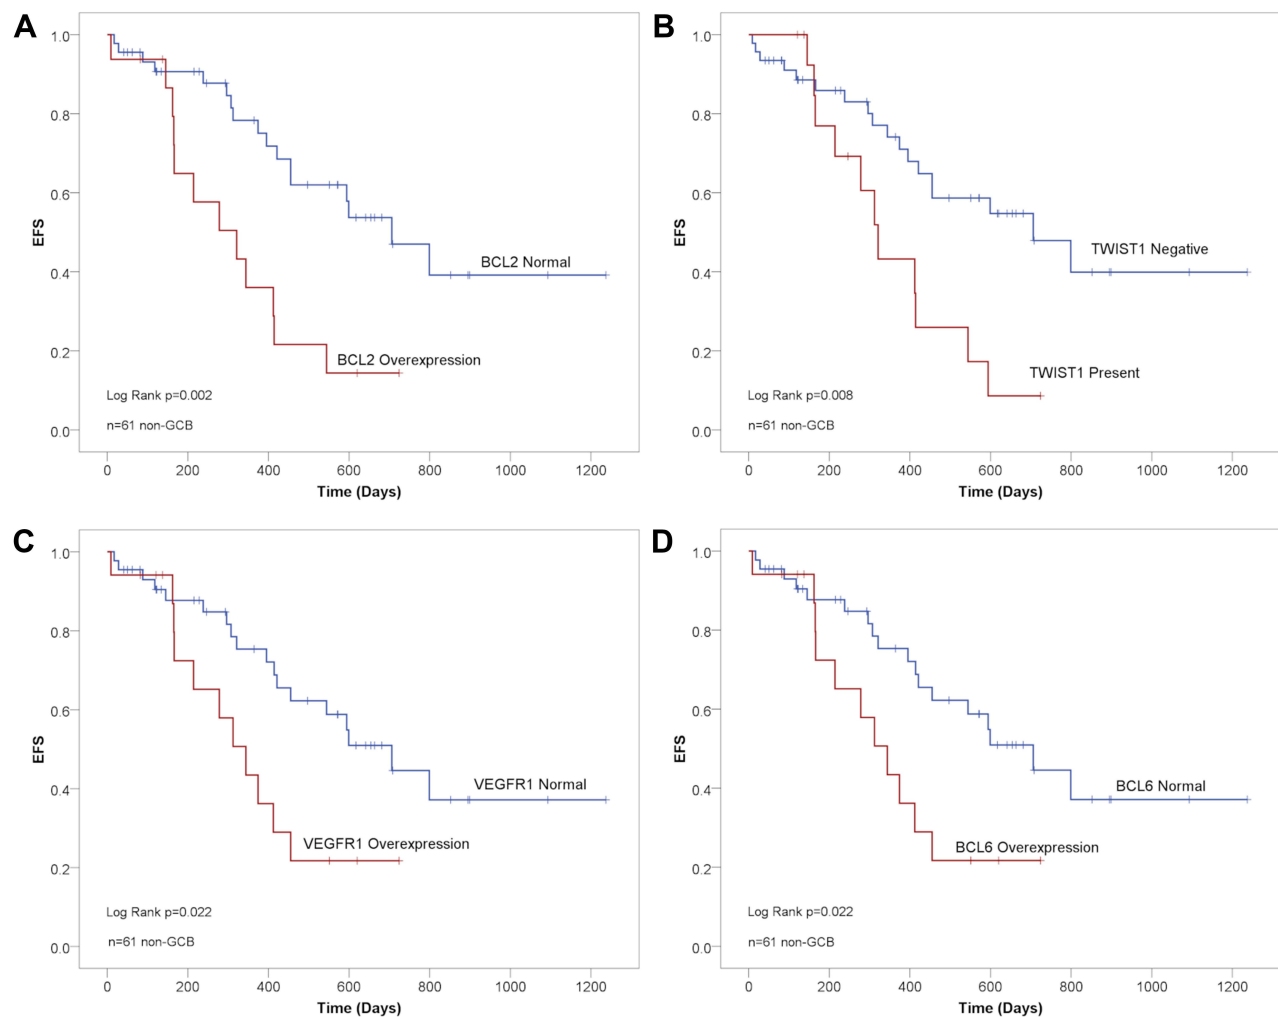 A
1.0
0.8
0.6
0.4
0.2
0.0
EFS
BCL2 Normal
BCL2 Overexpression
Log Rank p=0.002
n=61 non-GCB
0 200 400 600 800 1000 1200
Time (Days)
B
1.0
0.8
0.6
0.4
0.2
0.0
EFS
TWIST1 Negative
TWIST1 Present
Log Rank p=0.008
n=61 non-GCB
0 200 400 600 800 1000 1200
Time (Days)
C
1.0
0.8
0.6
0.4
0.2
0.0
EFS
VEGFR1 Normal
VEGFR1 Overexpression
Log Rank p=0.022
n=61 non-GCB
0 200 400 600 800 1000 1200
Time (Days)
D
1.0
0.8
0.6
0.4
0.2
0.0
EFS
BCL6 Normal
BCL6 Overexpression
Log Rank p=0.022
n=61 non-GCB
0 200 400 600 800 1000 1200
Time (Days)